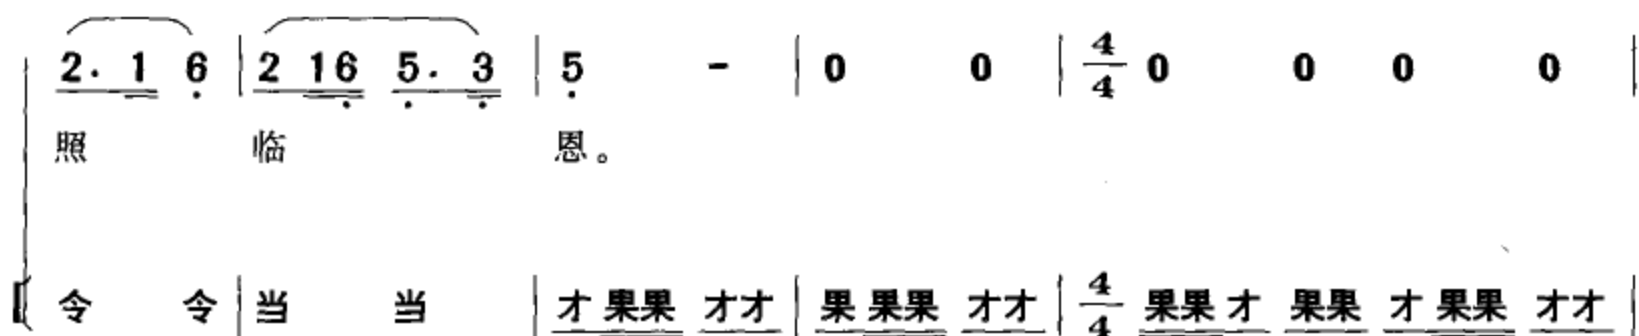 2. 1 6 | 2 16 5. 3 | 5 - | 0 0 | 4/4 0 0 0 0 |
照 临 恩。
令 令 | 当 当 | 才 果果 才才 | 果 果果 才才 | 4/4 果果 才 果果 才 果果 才才 |